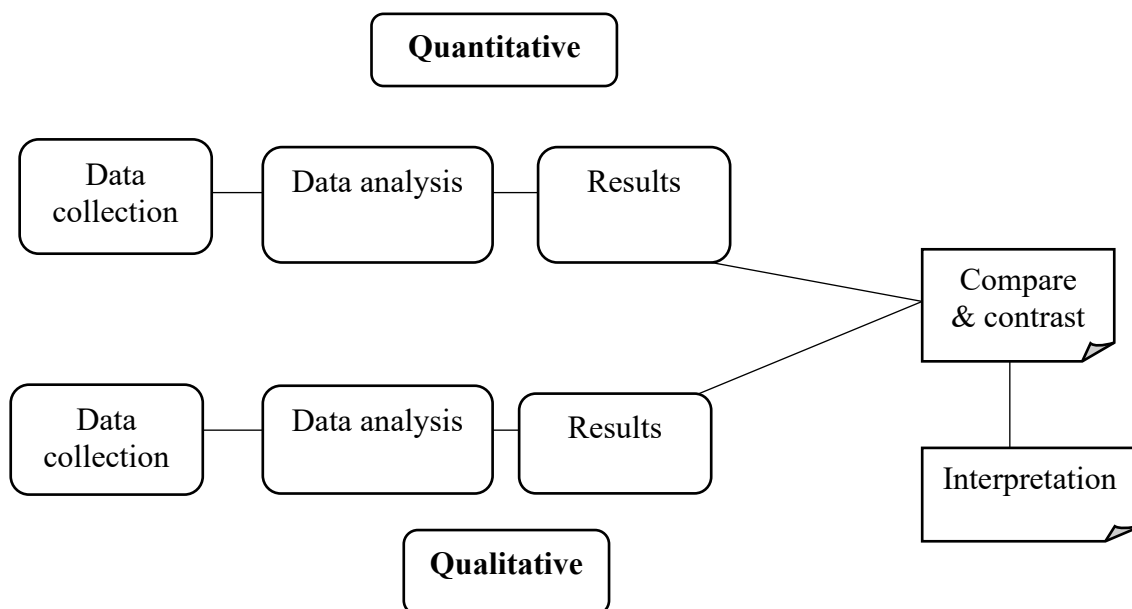 Quantitative
Data
collection
Data analysis
Results
Compare
& contrast
Data
collection
Data analysis
Results
Interpretation
Qualitative